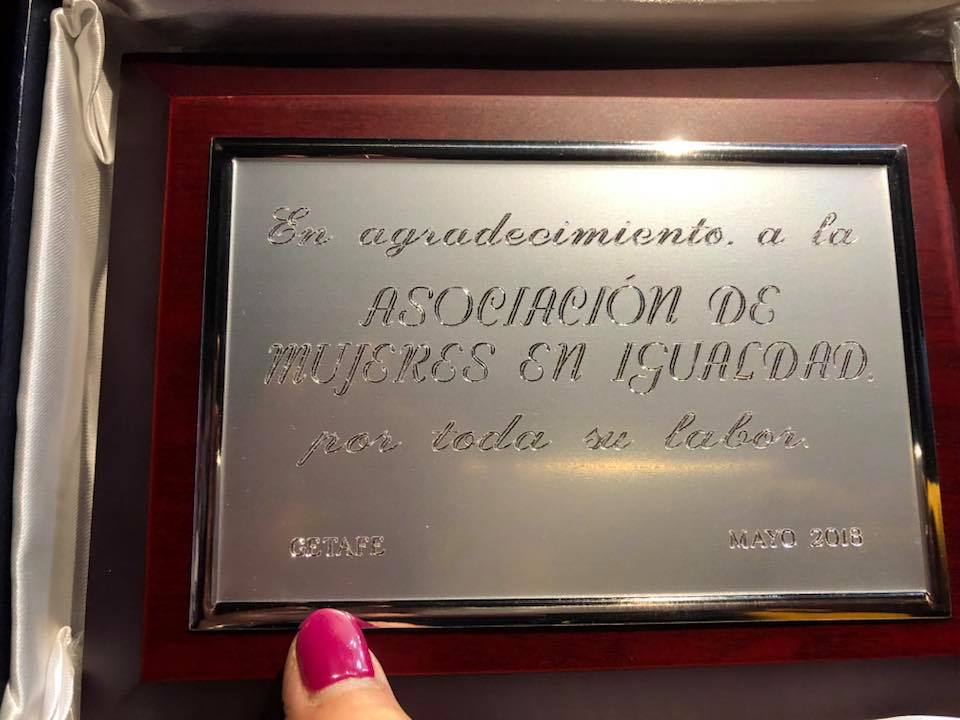 En agradecimiento. a la
ASOCIACIÓN DE
MUJERES EN IGUALDAD.
por toda su labor.
GETAFE MAYO 2018